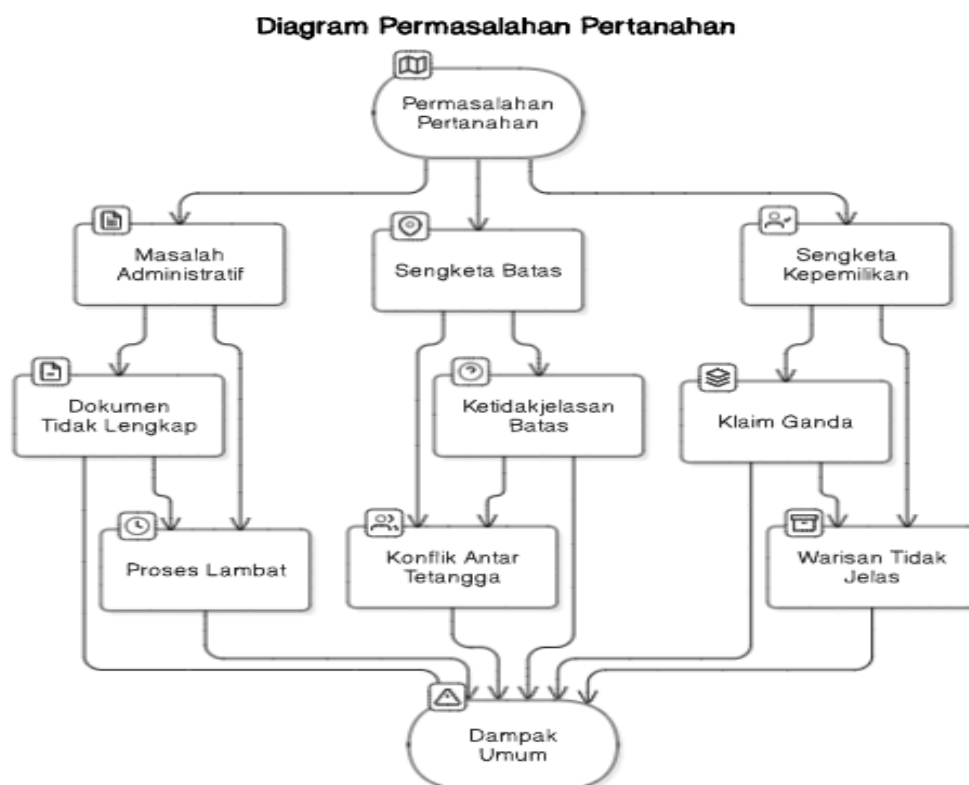 Diagram Permasalahan Pertanahan
Permasalahan
Pertanahan
Masalah
Administratif
Sengketa Batas
Sengketa
Kepemilikan
Dokumen
Tidak Lengkap
Ketidakjelasan
Batas
Klaim Ganda
Proses Lambat
Konflik Antar
Tetangga
Warisan Tidak
Jelas
Dampak
Umum